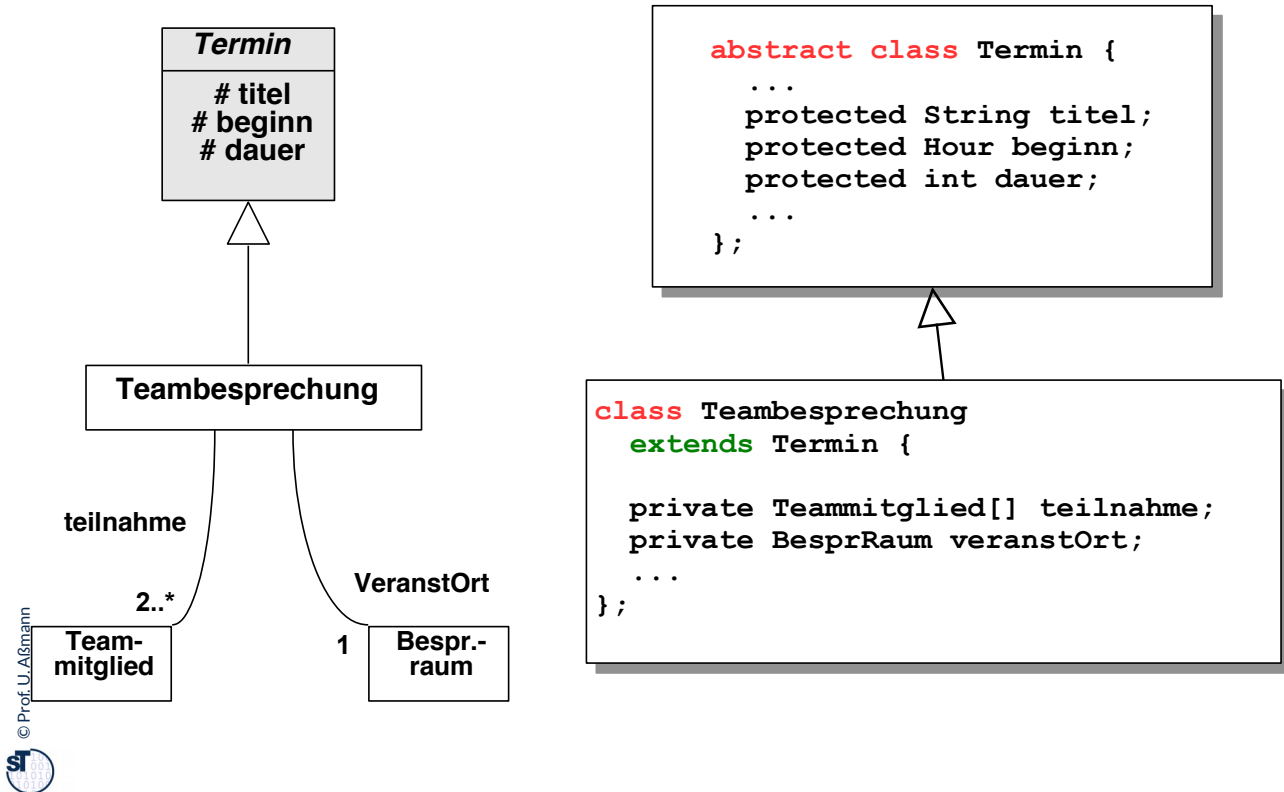 Termin
# titel
# beginn
# dauer
Teambesprechung
teilnahme
2..*
VeranstOrt
1
Team-
mitglied
Bespr.-
raum
abstract class Termin {
...
protected String titel;
protected Hour beginn;
protected int dauer;
...
};
class Teambesprechung
extends Termin {
private Teammitglied[] teilnahme;
private BesprRaum veranstOrt;
...
};
© Prof. U. Aßmann
ST